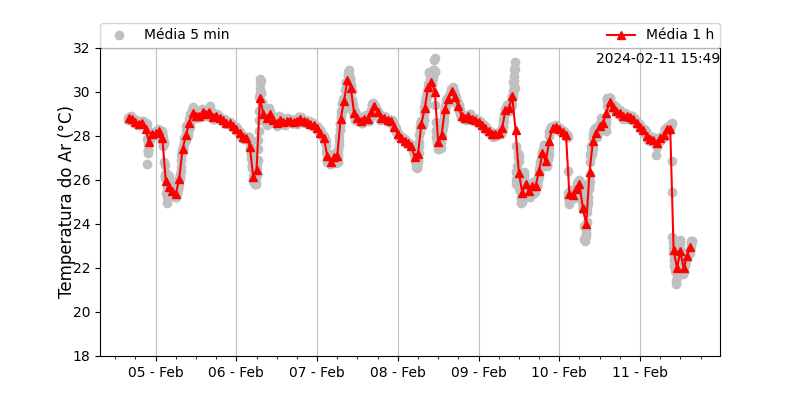 Média 5 min
Média 1 h
2024-02-11 15:49
Temperatura do Ar (°C)
32
30
28
26
24
22
20
18
05 - Feb
06 - Feb
07 - Feb
08 - Feb
09 - Feb
10 - Feb
11 - Feb